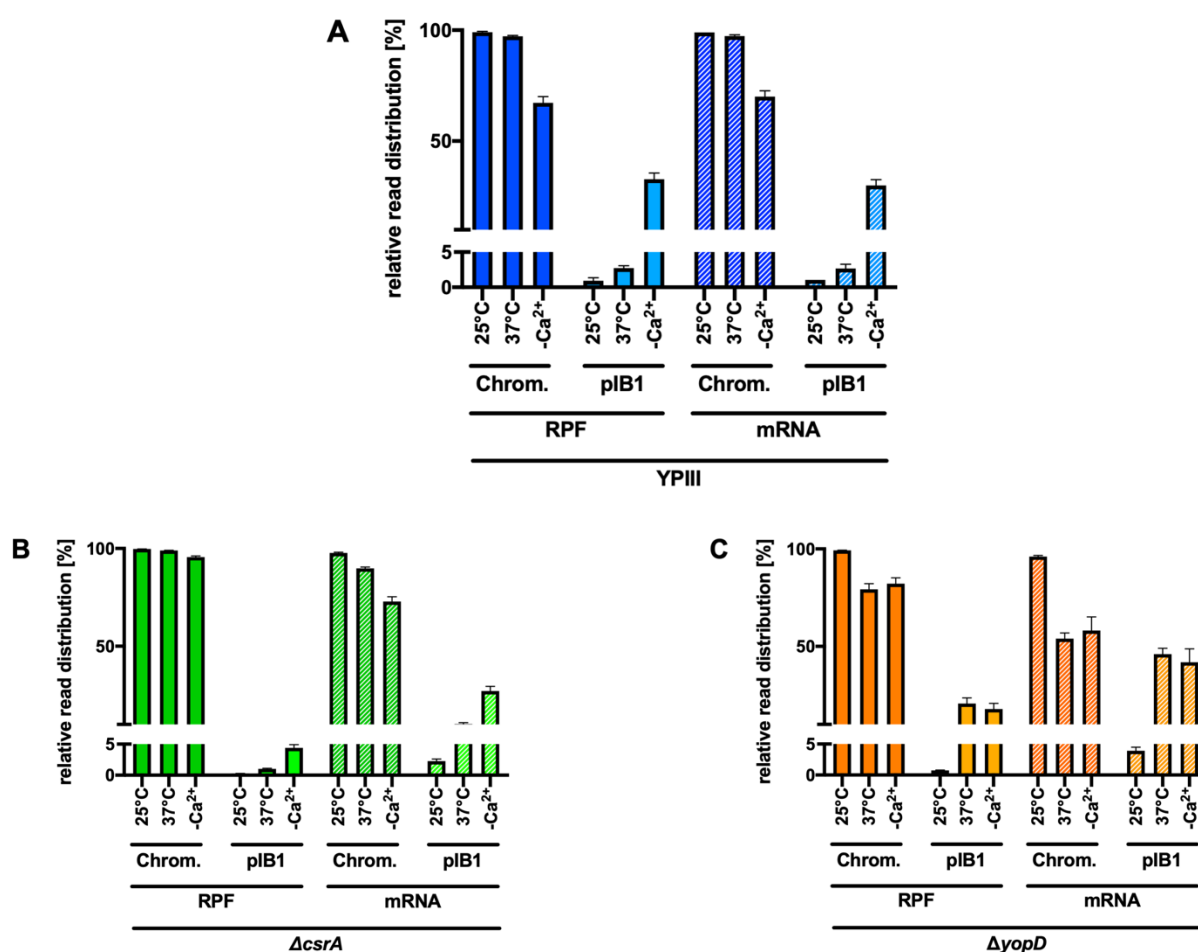 A
relative read distribution [%]
100
50
5
0
25°C 37°C -Ca²⁺ 25°C 37°C -Ca²⁺ 25°C 37°C -Ca²⁺ 25°C 37°C -Ca²⁺
Chrom. pIB1 Chrom. pIB1
RPF mRNA
YPIII
B
relative read distribution [%]
100
50
5
0
25°C 37°C -Ca²⁺ 25°C 37°C -Ca²⁺ 25°C 37°C -Ca²⁺ 25°C 37°C -Ca²⁺
Chrom. pIB1 Chrom. pIB1
RPF mRNA
ΔcsrA
C
relative read distribution [%]
100
50
5
0
25°C 37°C -Ca²⁺ 25°C 37°C -Ca²⁺ 25°C 37°C -Ca²⁺ 25°C 37°C -Ca²⁺
Chrom. pIB1 Chrom. pIB1
RPF mRNA
ΔyopD